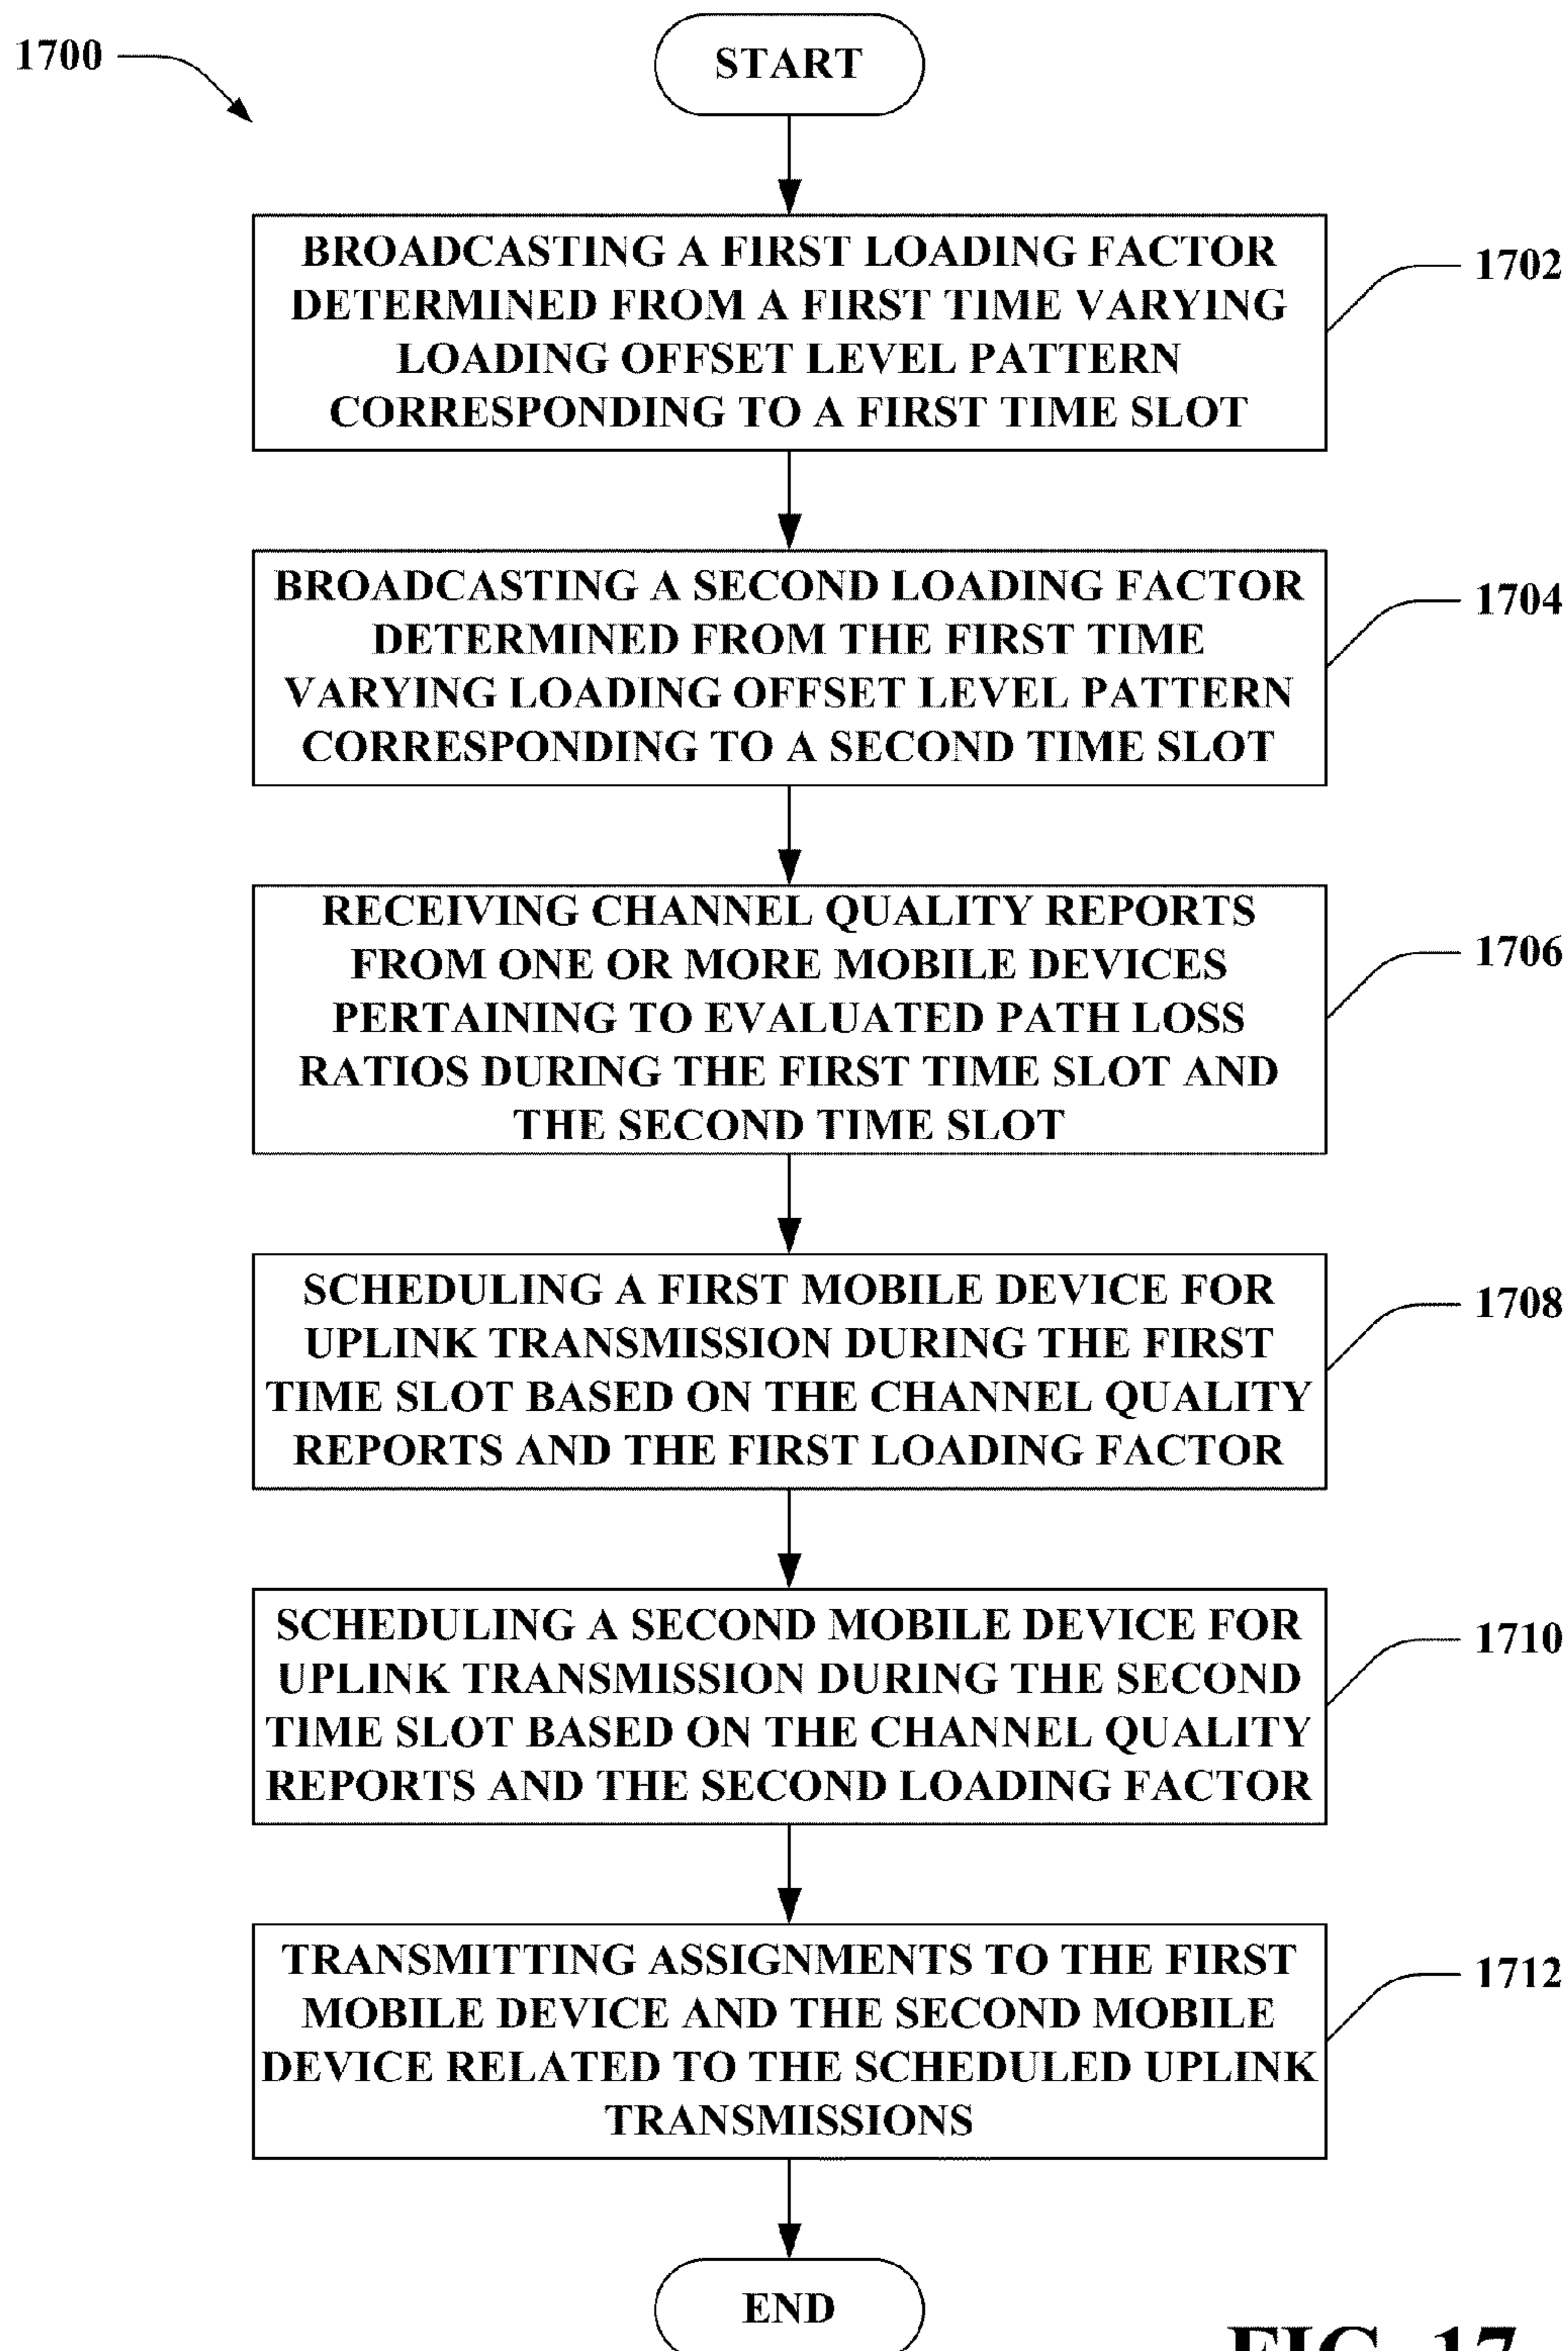 1700
START
BROADCASTING A FIRST LOADING FACTOR
DETERMINED FROM A FIRST TIME VARYING
LOADING OFFSET LEVEL PATTERN
CORRESPONDING TO A FIRST TIME SLOT
1702
BROADCASTING A SECOND LOADING FACTOR
DETERMINED FROM THE FIRST TIME
VARYING LOADING OFFSET LEVEL PATTERN
CORRESPONDING TO A SECOND TIME SLOT
1704
RECEIVING CHANNEL QUALITY REPORTS
FROM ONE OR MORE MOBILE DEVICES
PERTAINING TO EVALUATED PATH LOSS
RATIOS DURING THE FIRST TIME SLOT AND
THE SECOND TIME SLOT
1706
SCHEDULING A FIRST MOBILE DEVICE FOR
UPLINK TRANSMISSION DURING THE FIRST
TIME SLOT BASED ON THE CHANNEL QUALITY
REPORTS AND THE FIRST LOADING FACTOR
1708
SCHEDULING A SECOND MOBILE DEVICE FOR
UPLINK TRANSMISSION DURING THE SECOND
TIME SLOT BASED ON THE CHANNEL QUALITY
REPORTS AND THE SECOND LOADING FACTOR
1710
TRANSMITTING ASSIGNMENTS TO THE FIRST
MOBILE DEVICE AND THE SECOND MOBILE
DEVICE RELATED TO THE SCHEDULED UPLINK
TRANSMISSIONS
1712
END
FIG. 17